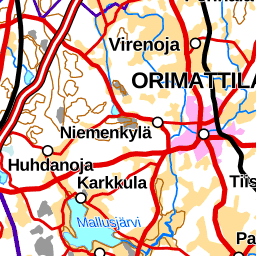 Virenoja
ORIMATTILA
Niemenkylä
Huhdanoja
Karkkula
Mallusjärvi